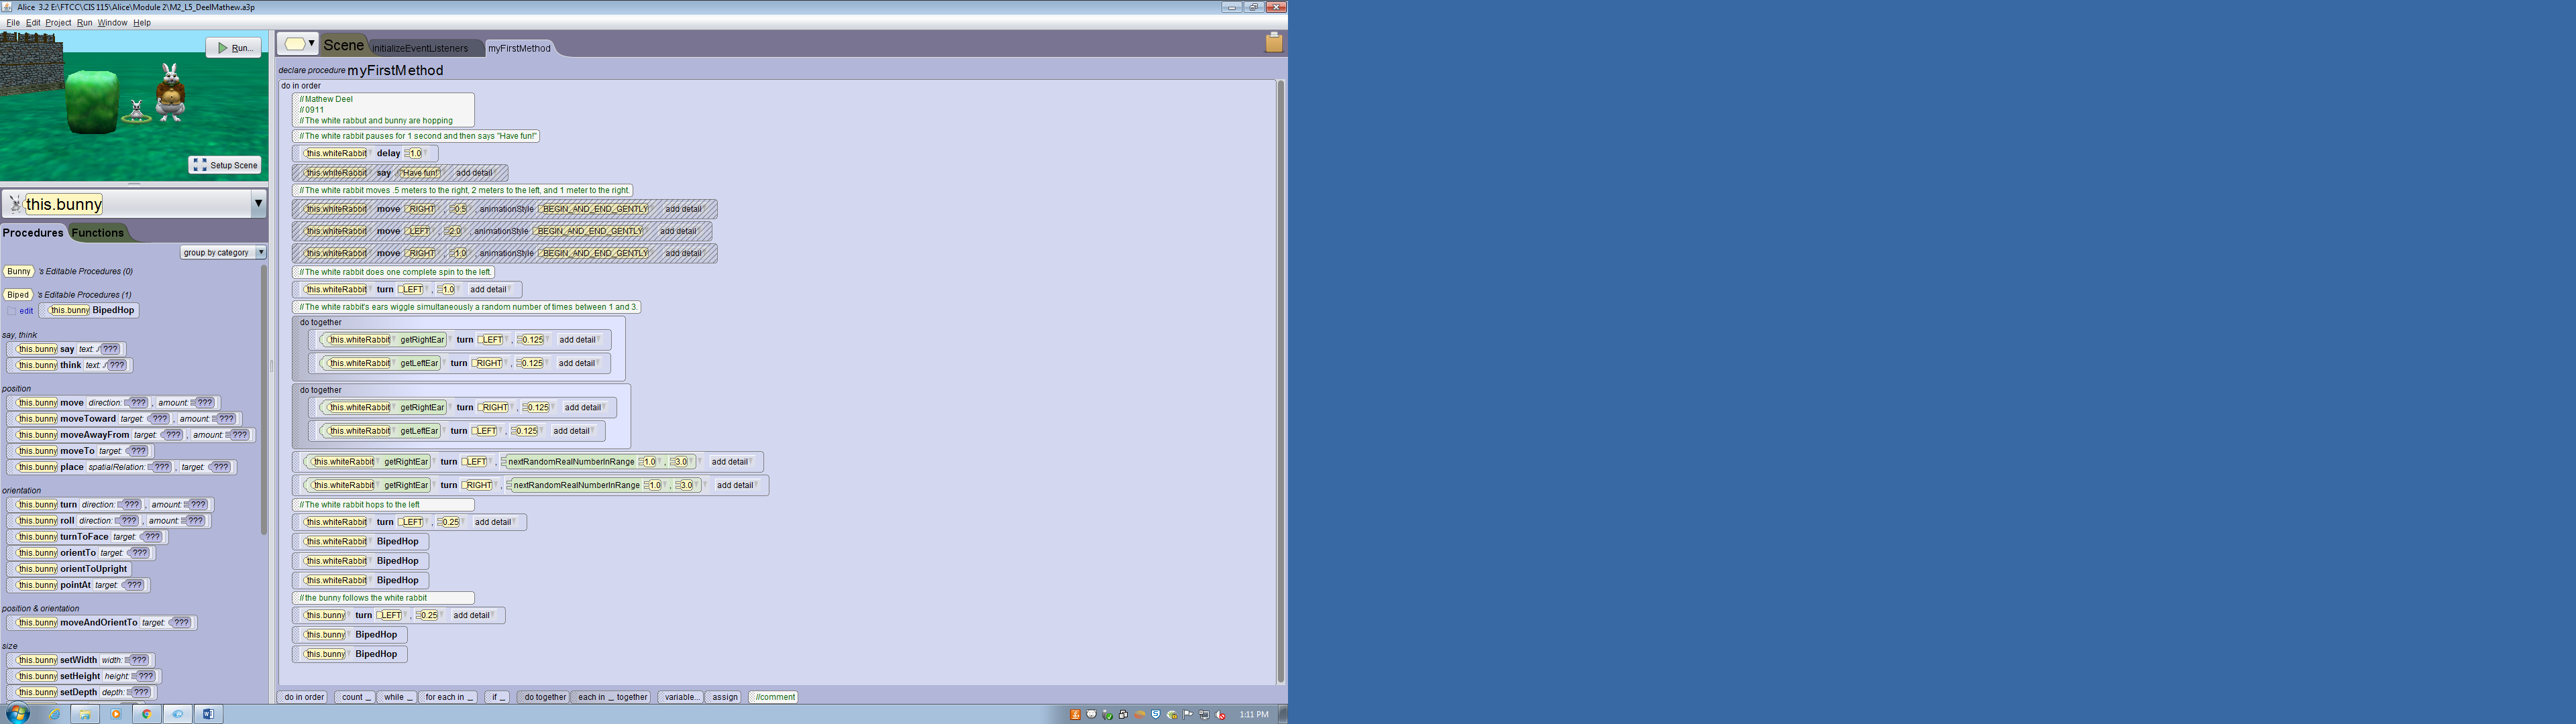 Alice 3.2 E:\FTCC\CIS 115\Alice\Module 2\M2_L5_DeelMathew.a3p
File Edit Project Run Window Help
Run...
Setup Scene
this.bunny
Procedures Functions
group by category
Bunny 's Editable Procedures (0)
Biped 's Editable Procedures (1)
edit this.bunny BipedHop
say, think
this.bunny say text: ???
this.bunny think text: ???
position
this.bunny move direction: ??? , amount: ???
this.bunny moveToward target: ??? , amount: ???
this.bunny moveAwayFrom target: ??? , amount: ???
this.bunny moveTo target: ???
this.bunny place spatialRelation: ??? , target: ???
orientation
this.bunny turn direction: ??? , amount: ???
this.bunny roll direction: ??? , amount: ???
this.bunny turnToFace target: ???
this.bunny orientTo target: ???
this.bunny orientToUpright
this.bunny pointAt target: ???
position & orientation
this.bunny moveAndOrientTo target: ???
size
this.bunny setWidth width: ???
this.bunny setHeight height: ???
this.bunny setDepth depth: ???
Scene initializeEventListeners myFirstMethod
declare procedure myFirstMethod
do in order
//Mathew Deel
//0911
//The white rabbut and bunny are hopping
//The white rabbit pauses for 1 second and then says "Have fun!"
this.whiteRabbit delay 1.0
this.whiteRabbit say "Have fun!" add detail
//The white rabbit moves .5 meters to the right, 2 meters to the left, and 1 meter to the right.
this.whiteRabbit move RIGHT , 0.5 , animationStyle BEGIN_AND_END_GENTLY add detail
this.whiteRabbit move LEFT , 2.0 , animationStyle BEGIN_AND_END_GENTLY add detail
this.whiteRabbit move RIGHT , 1.0 , animationStyle BEGIN_AND_END_GENTLY add detail
//The white rabbit does one complete spin to the left.
this.whiteRabbit turn LEFT , 1.0 add detail
//The white rabbit's ears wiggle simultaneously a random number of times between 1 and 3.
do together
this.whiteRabbit getRightEar turn LEFT , 0.125 add detail
this.whiteRabbit getLeftEar turn RIGHT , 0.125 add detail
do together
this.whiteRabbit getRightEar turn RIGHT , 0.125 add detail
this.whiteRabbit getLeftEar turn LEFT , 0.125 add detail
this.whiteRabbit getRightEar turn LEFT , nextRandomRealNumberInRange 1.0 , 3.0 add detail
this.whiteRabbit getRightEar turn RIGHT , nextRandomRealNumberInRange 1.0 , 3.0 add detail
//The white rabbit hops to the left
this.whiteRabbit turn LEFT , 0.25 add detail
this.whiteRabbit BipedHop
this.whiteRabbit BipedHop
this.whiteRabbit BipedHop
//the bunny follows the white rabbit
this.bunny turn LEFT , 0.25 add detail
this.bunny BipedHop
this.bunny BipedHop
do in order count _ while _ for each in _ if _ do together each in _ together variable... assign //comment
1:11 PM